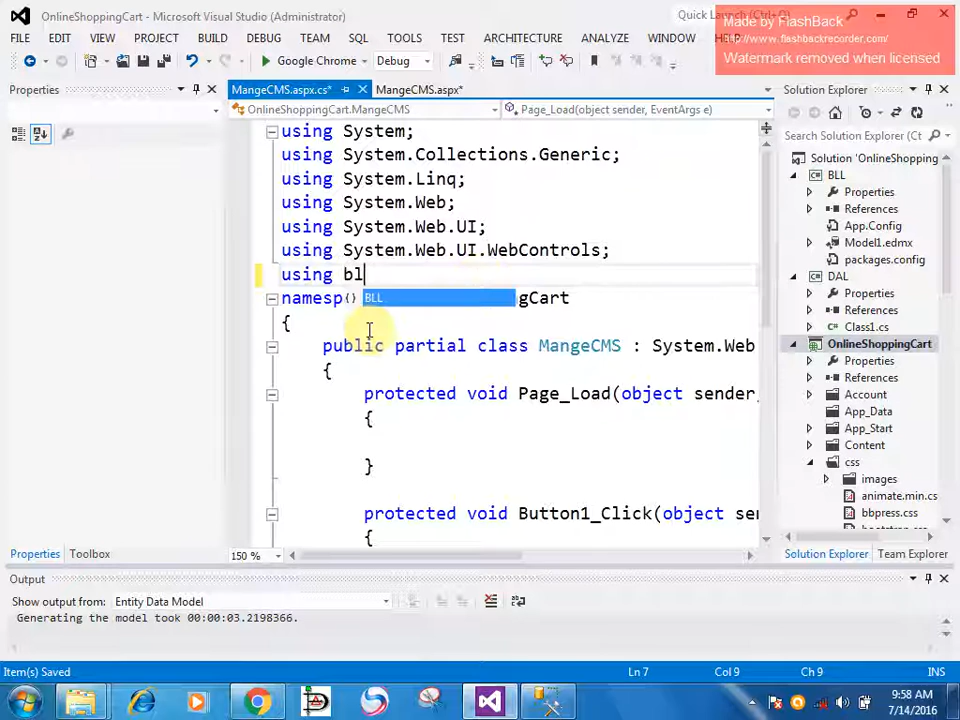 OnlineShoppingCart - Microsoft Visual Studio (Administrator)
Quick Launch (Ctrl+Q)
Made by FlashBack
http://www.flashbackrecorder.com/
Watermark removed when licensed
FILE EDIT VIEW PROJECT BUILD DEBUG TEAM SQL TOOLS TEST ARCHITECTURE ANALYZE WINDOW
Google Chrome Debug
Properties
MangeCMS.aspx.cs* MangeCMS.aspx*
Solution Explorer
OnlineShoppingCart.MangeCMS Page_Load(object sender, EventArgs e)
Search Solution Explorer (Ct
using System;
using System.Collections.Generic;
using System.Linq;
using System.Web;
using System.Web.UI;
using System.Web.UI.WebControls;
using bl
BLL
namesp gCart
{
public partial class MangeCMS : System.Web
{
protected void Page_Load(object sender,
{
}
protected void Button1_Click(object sen
{
150 %
Solution 'OnlineShopping
BLL
Properties
References
App.Config
Model1.edmx
packages.config
DAL
Properties
References
Class1.cs
OnlineShoppingCart
Properties
References
Account
App_Data
App_Start
Content
css
images
animate.min.cs
bbpress.css
Properties Toolbox
Solution Explorer Team Explorer
Output
Show output from: Entity Data Model
Generating the model took 00:00:03.2198366.
Item(s) Saved Ln 7 Col 9 Ch 9 INS
9:58 AM
7/14/2016